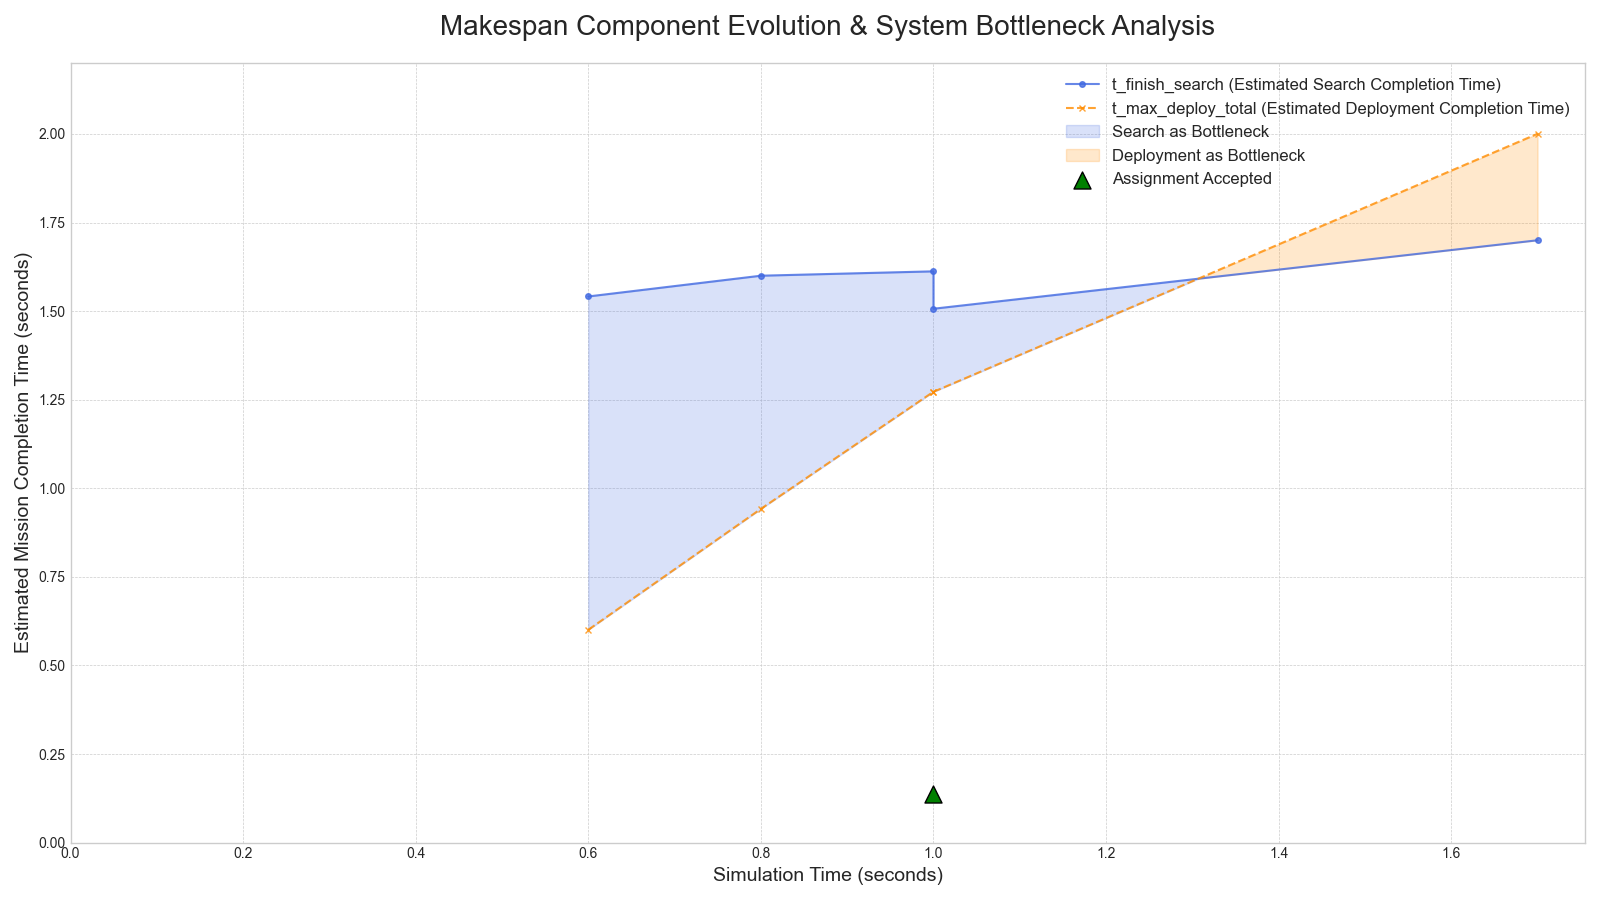 Makespan Component Evolution & System Bottleneck Analysis
t_finish_search (Estimated Search Completion Time)
t_max_deploy_total (Estimated Deployment Completion Time)
Search as Bottleneck
Deployment as Bottleneck
Assignment Accepted
Estimated Mission Completion Time (seconds)
2.00
1.75
1.50
1.25
1.00
0.75
0.50
0.25
0.00
0.0 0.2 0.4 0.6 0.8 1.0 1.2 1.4 1.6
Simulation Time (seconds)